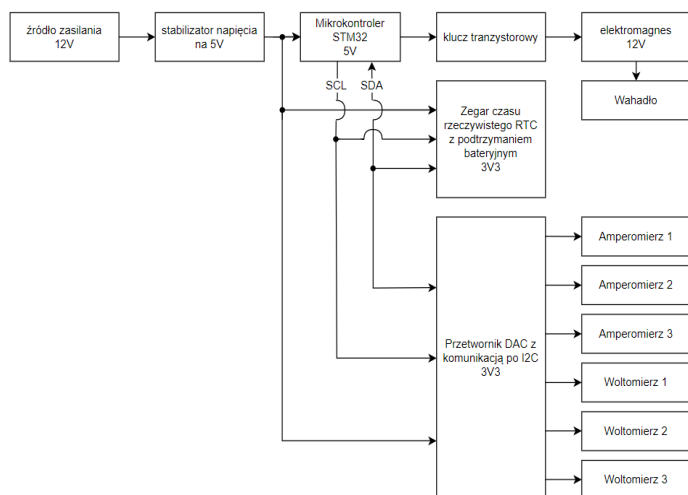 źródło zasilania
12V
stabilizator napięcia
na 5V
Mikrokontroler
STM32
5V
klucz tranzystorowy
elektromagnes
12V
SCL
SDA
Wahadło
Zegar czasu
rzeczywistego RTC
z podtrzymaniem
bateryjnym
3V3
Amperomierz 1
Amperomierz 2
Amperomierz 3
Przetwornik DAC z
komunikacją po I2C
3V3
Woltomierz 1
Woltomierz 2
Woltomierz 3